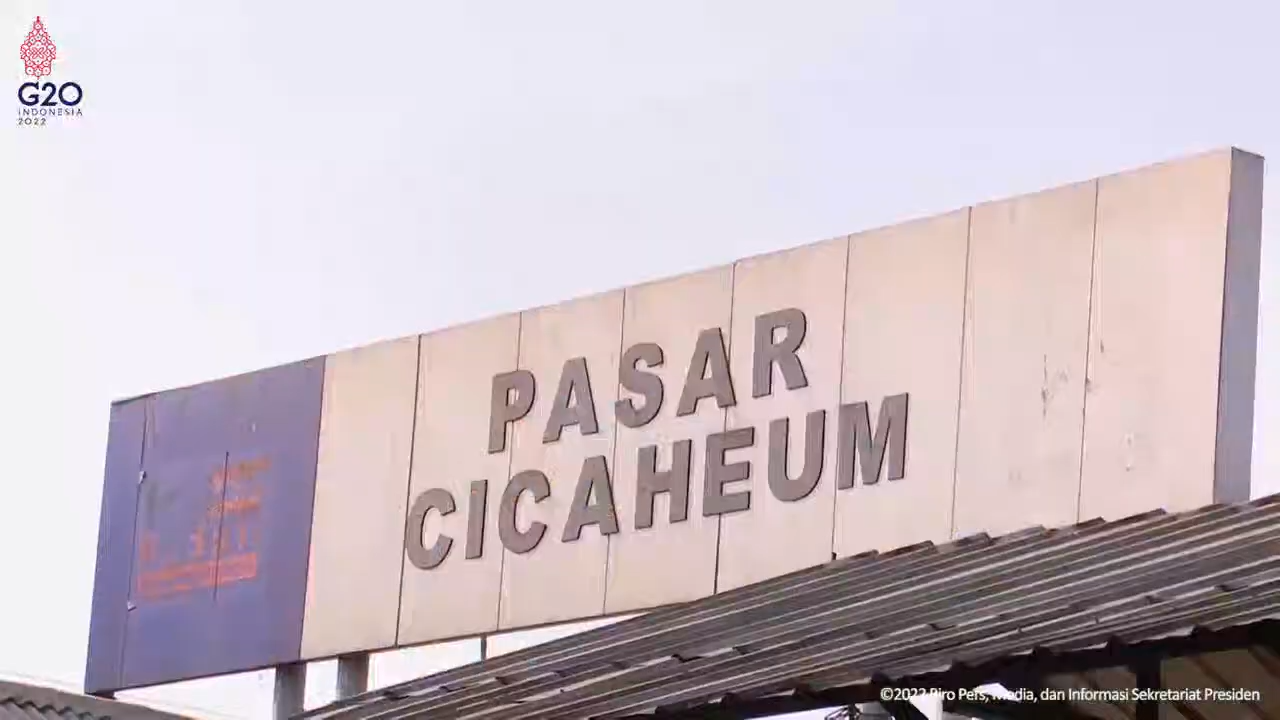 G20
INDONESIA
2022
PASAR
CICAHEUM
©2022 Biro Pers, Media, dan Informasi Sekretariat Presiden